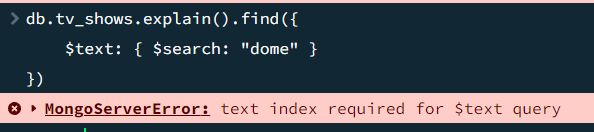 db.tv_shows.explain().find({
$text: { $search: "dome" }
})
MongoServerError: text index required for $text query